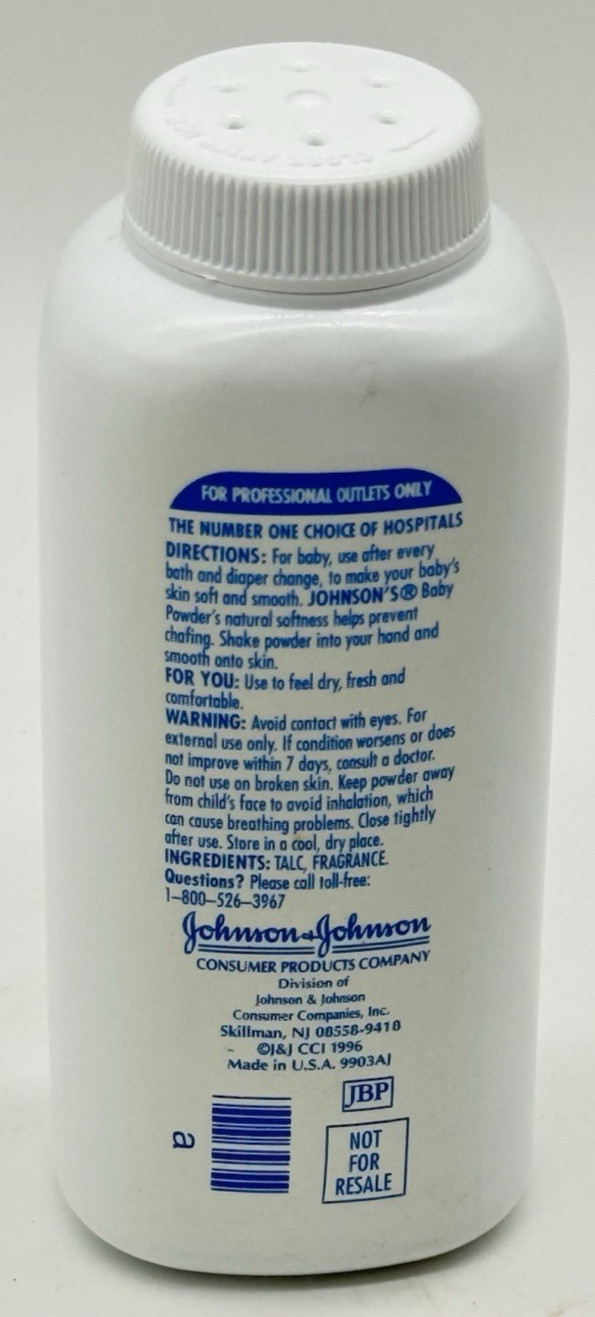 CLOSE AFTER USE
FOR PROFESSIONAL OUTLETS ONLY
THE NUMBER ONE CHOICE OF HOSPITALS
DIRECTIONS: For baby, use after every
bath and diaper change, to make your baby's
skin soft and smooth. JOHNSON'S® Baby
Powder's natural softness helps prevent
chafing. Shake powder into your hand and
smooth onto skin.
FOR YOU: Use to feel dry, fresh and
comfortable.
WARNING: Avoid contact with eyes. For
external use only. If condition worsens or does
not improve within 7 days, consult a doctor.
Do not use on broken skin. Keep powder away
from child's face to avoid inhalation, which
can cause breathing problems. Close tightly
after use. Store in a cool, dry place.
INGREDIENTS: TALC, FRAGRANCE.
Questions? Please call toll-free:
1-800-526-3967
Johnson & Johnson
CONSUMER PRODUCTS COMPANY
Division of
Johnson & Johnson
Consumer Companies, Inc.
Skillman, NJ 08558-9418
©J&J CCI 1996
Made in U.S.A. 9903AJ
JBP
a
NOT
FOR
RESALE